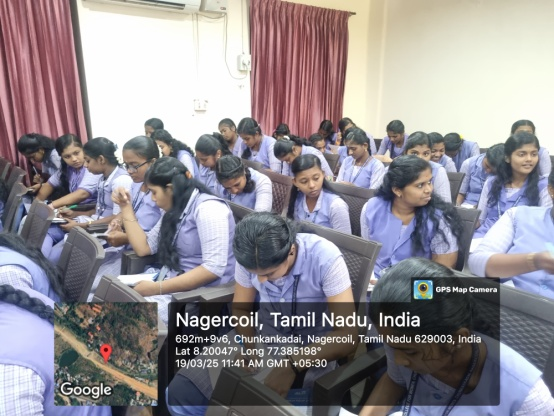 GPS Map Camera
Nagercoil, Tamil Nadu, India
692m+9v6, Chunkankadai, Nagercoil, Tamil Nadu 629003, India
Lat 8.20047° Long 77.385198°
19/03/25 11:41 AM GMT +05:30
Google